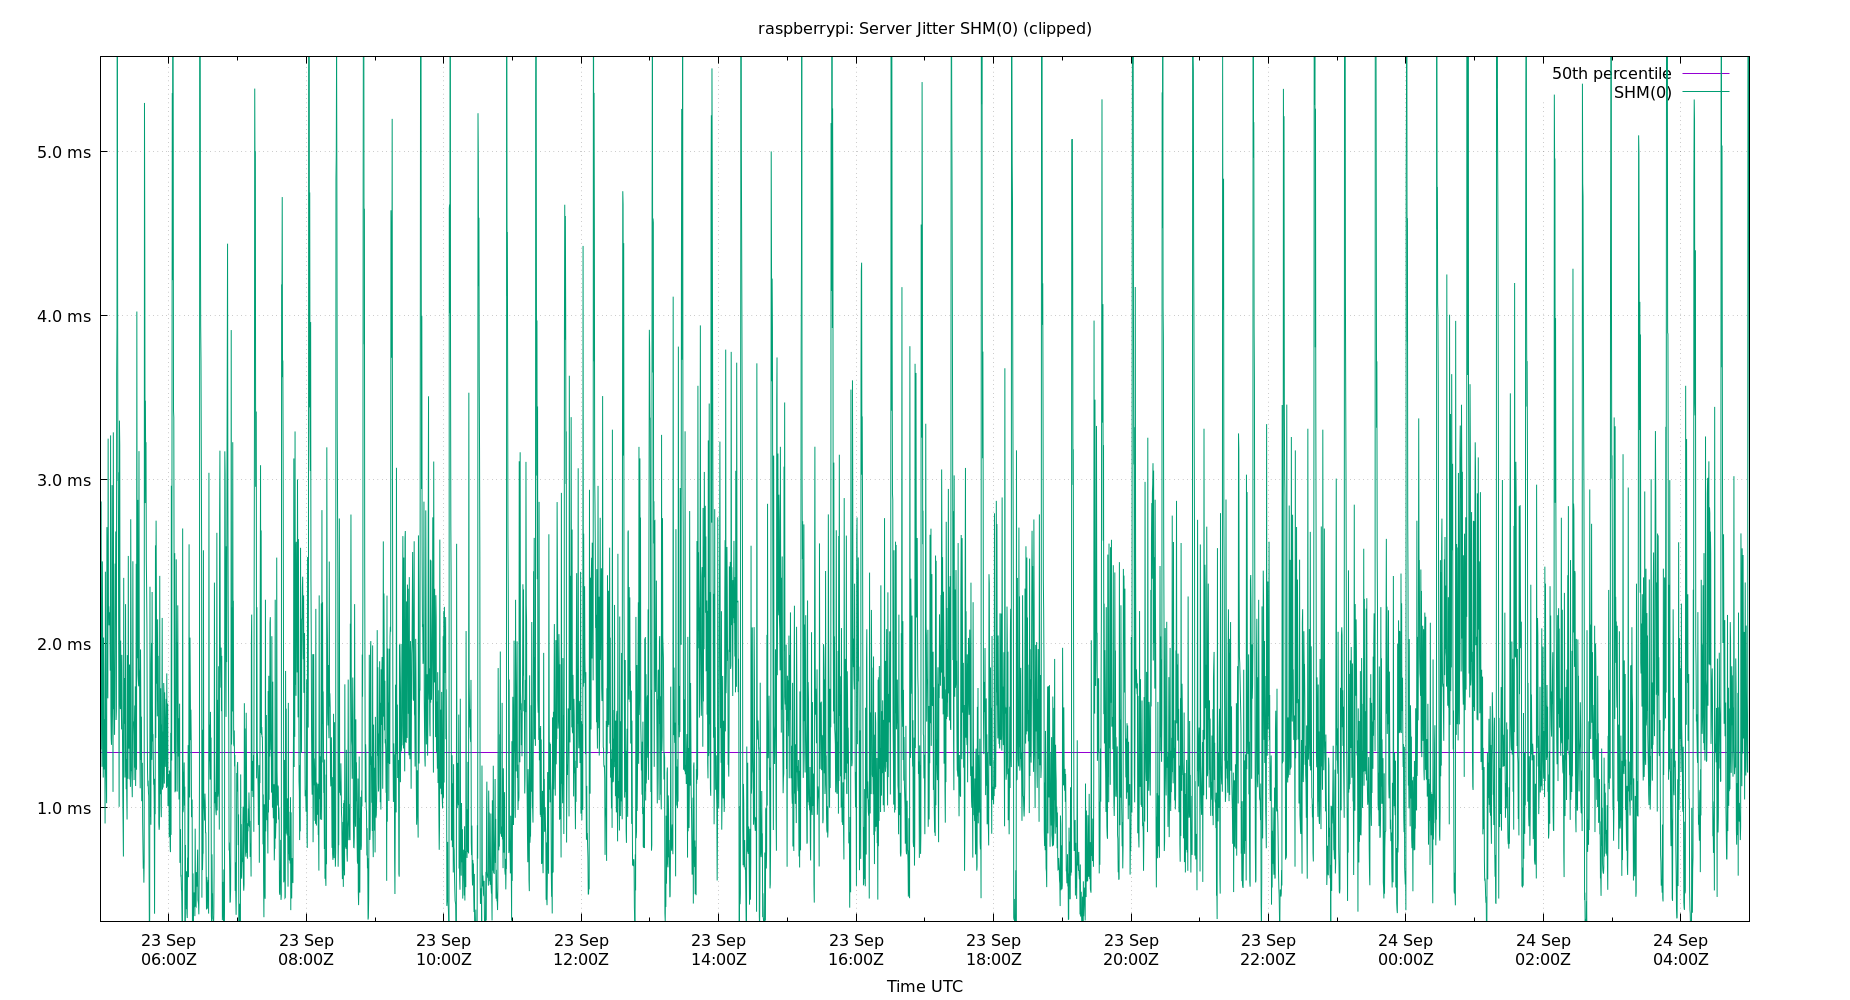 raspberrypi: Server Jitter SHM(0) (clipped)
50th percentile
SHM(0)
5.0 ms
4.0 ms
3.0 ms
2.0 ms
1.0 ms
23 Sep 23 Sep 23 Sep 23 Sep 23 Sep 23 Sep 23 Sep 23 Sep 23 Sep 24 Sep 24 Sep 24 Sep
06:00Z 08:00Z 10:00Z 12:00Z 14:00Z 16:00Z 18:00Z 20:00Z 22:00Z 00:00Z 02:00Z 04:00Z
Time UTC